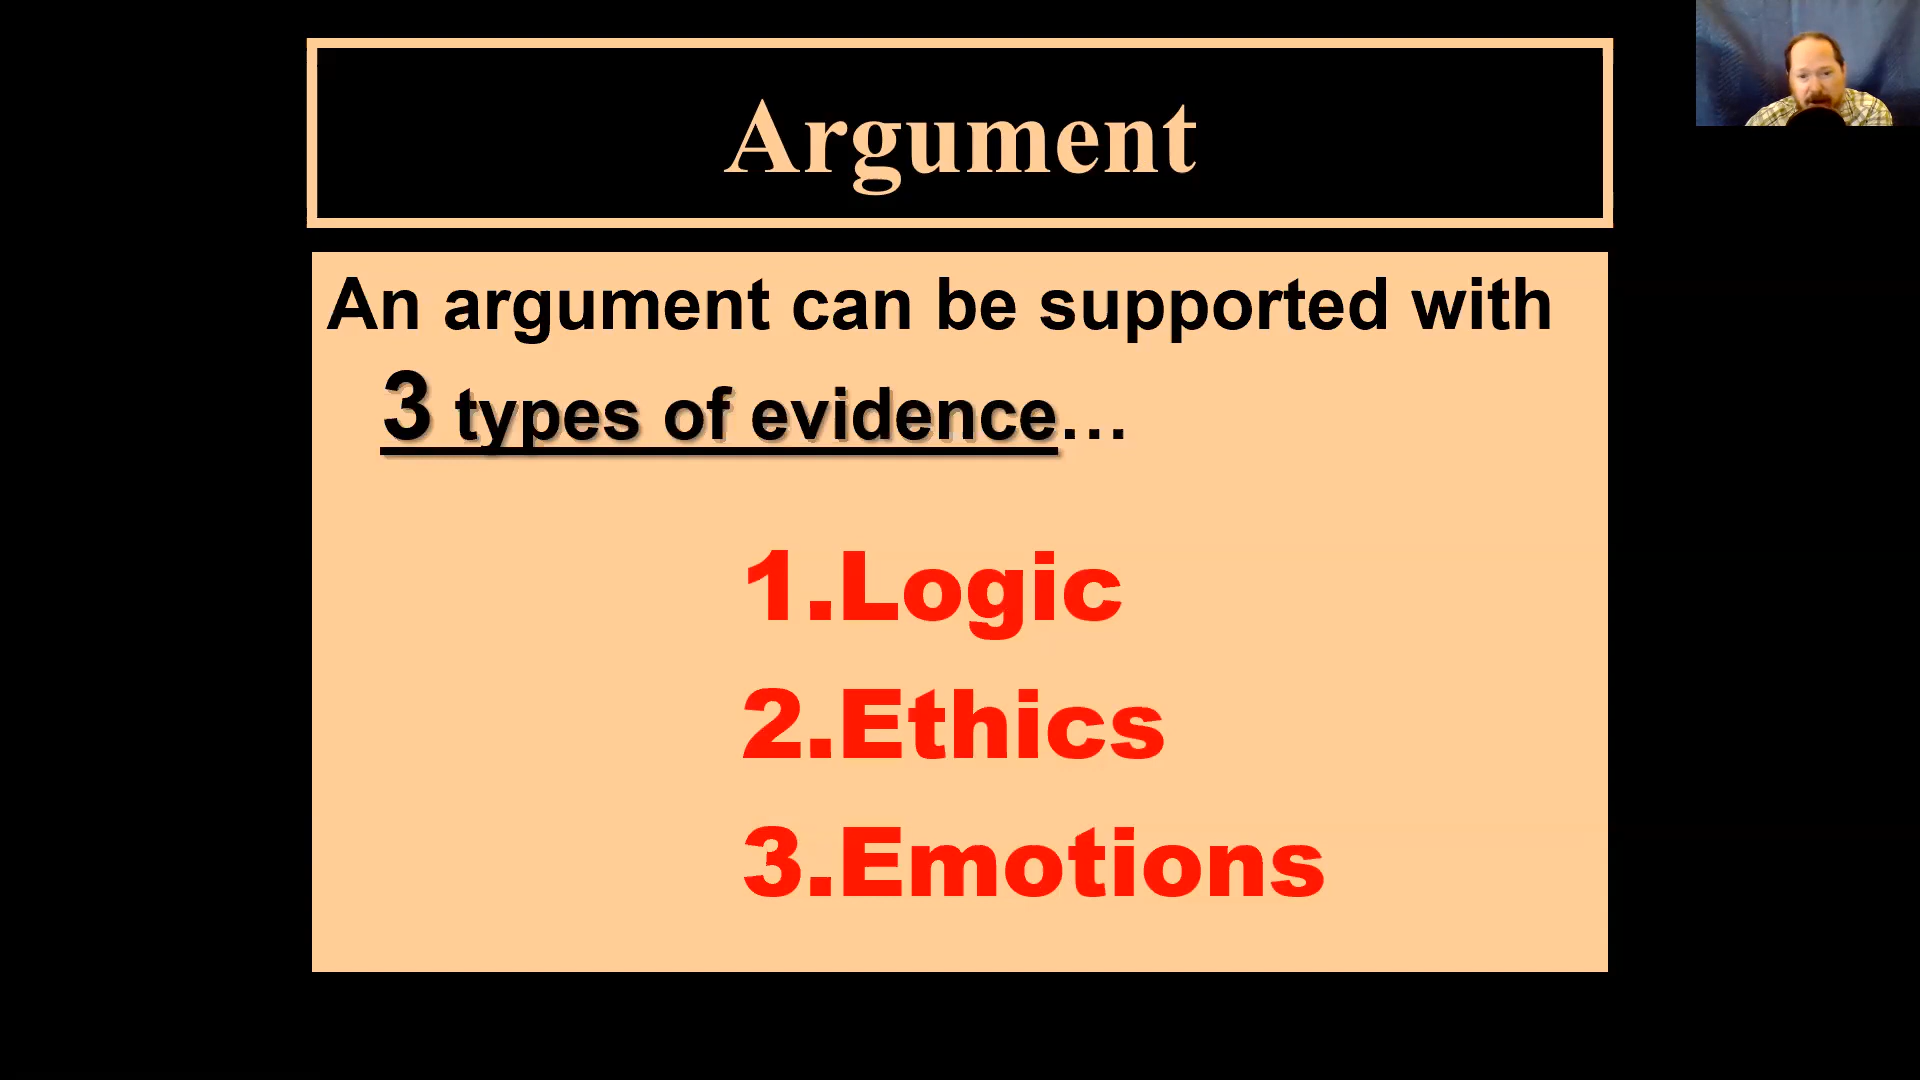 Argument
An argument can be supported with
3 types of evidence…
1.Logic
2.Ethics
3.Emotions